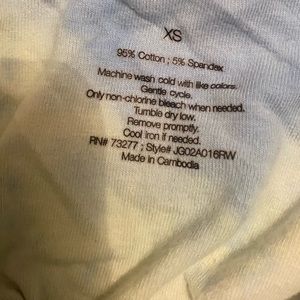 XS
95% Cotton ; 5% Spandex
Machine wash cold with like colors.
Gentle cycle.
Only non-chlorine bleach when needed.
Tumble dry low.
Remove promptly.
Cool iron if needed.
RN# 73277 ; Style# JG02A016RW
Made in Cambodia